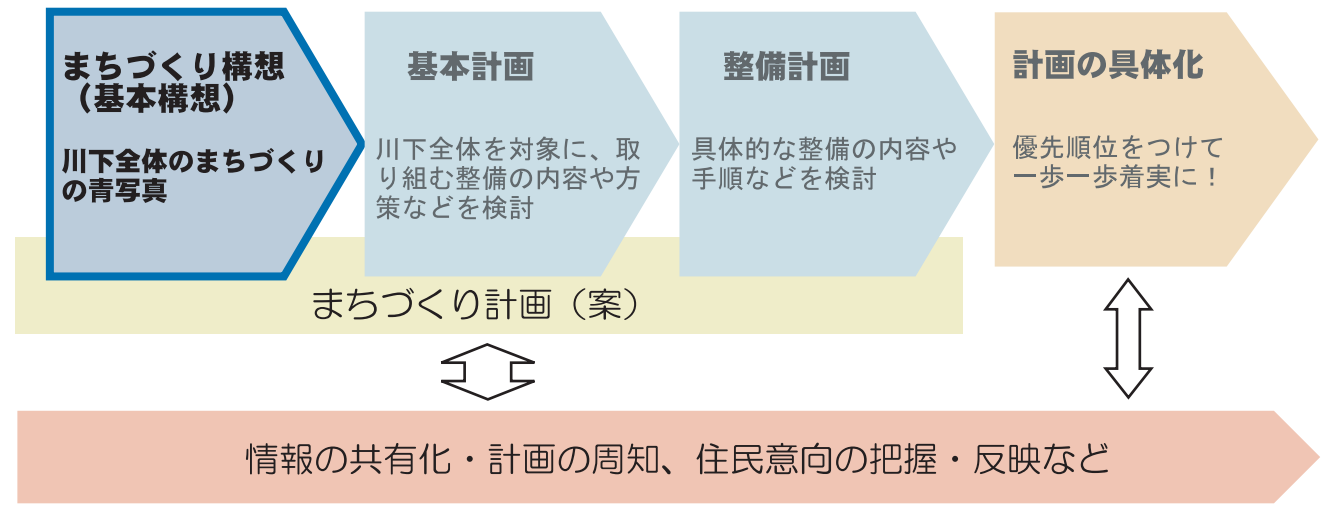 まちづくり構想
（基本構想）
川下全体のまちづくり
の青写真
基本計画
川下全体を対象に、取
り組む整備の内容や方
策などを検討
整備計画
具体的な整備の内容や
手順などを検討
計画の具体化
優先順位をつけて
一歩一歩着実に！
まちづくり計画（案）
情報の共有化・計画の周知、住民意向の把握・反映など